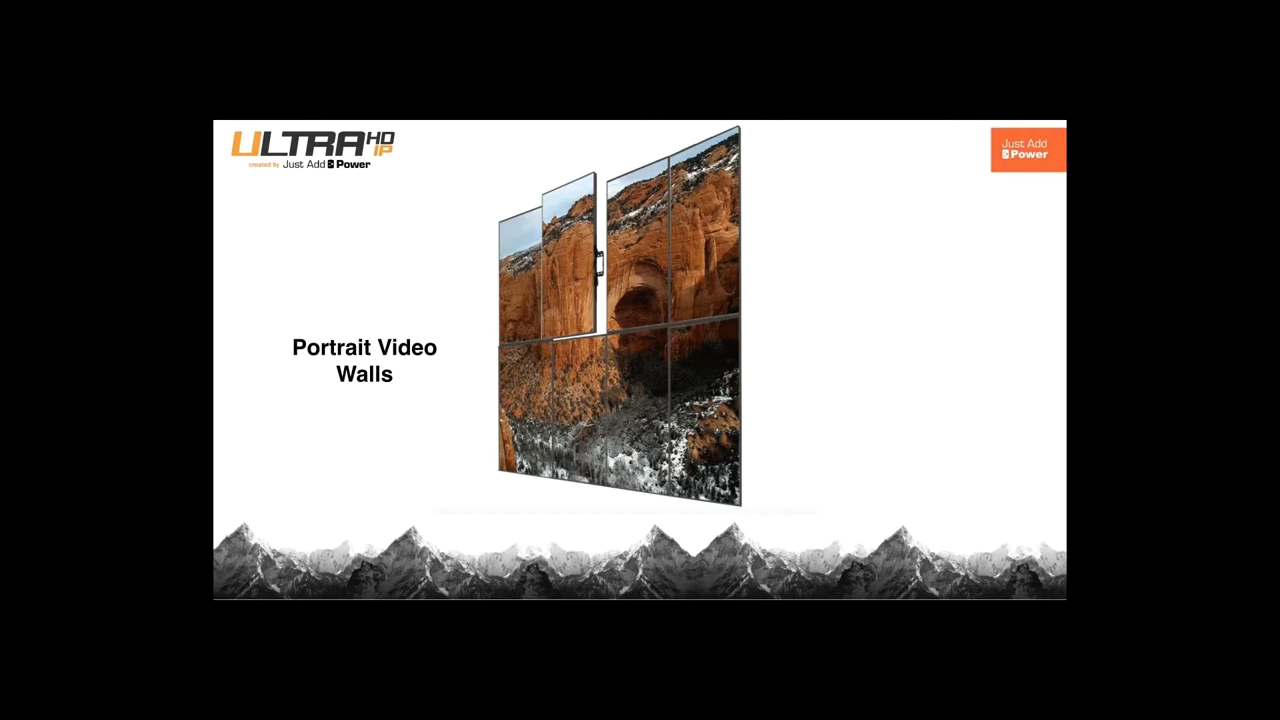 ULTRA HD IP
created by Just Add Power
Just Add
Power
Portrait Video
Walls